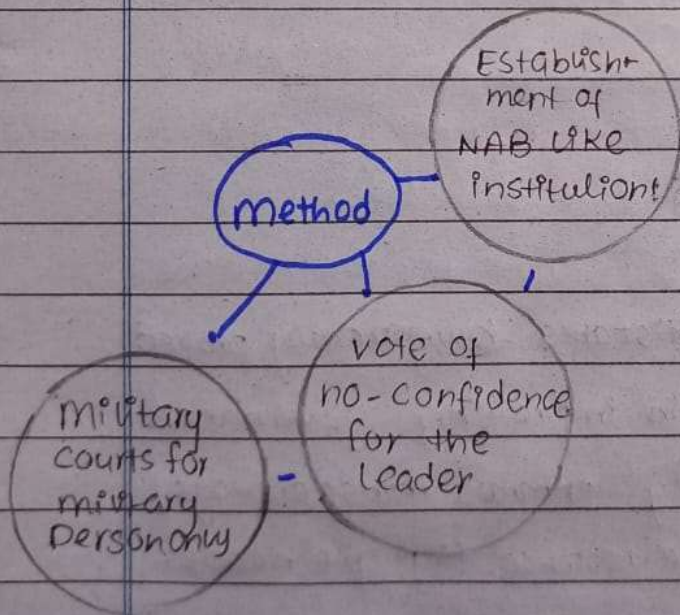 Establish-
ment of
NAB like
institutions
Method
vote of
no-confidence
for the
leader
military
courts for
military
Person only